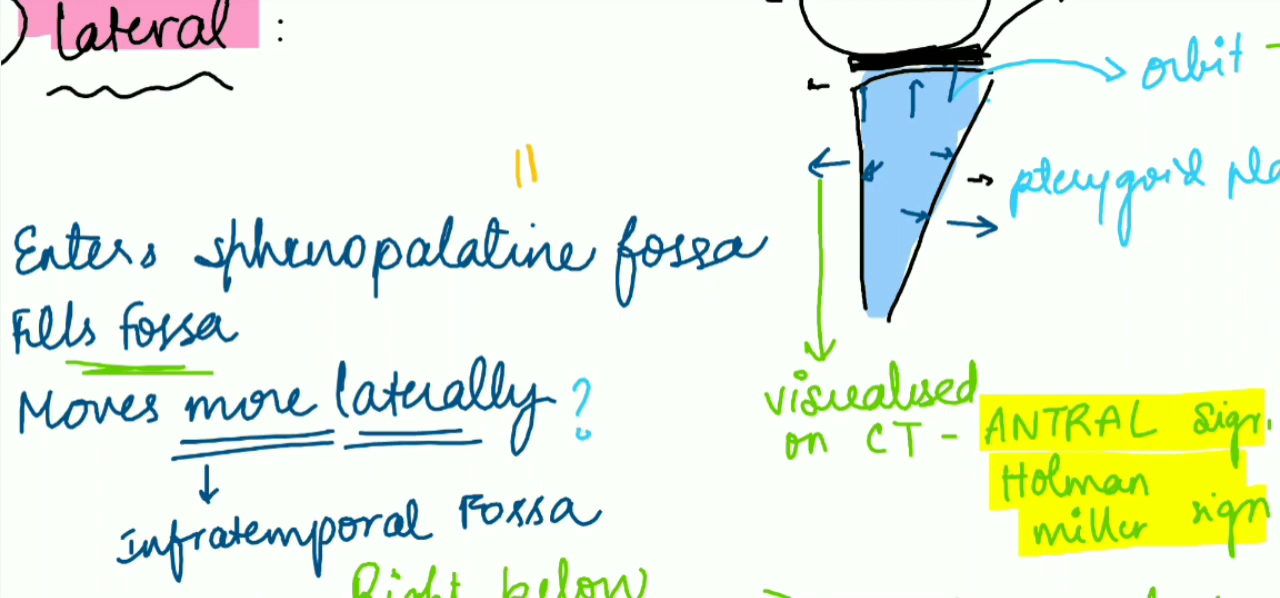 ) Lateral :
orbit -
pterygoid pla
Enters sphenopalatine fossa
Fills fossa
Moves more laterally ?
visualised
on CT - ANTRAL Sign.
Holman
miller sign
Infratemporal Fossa
Right below